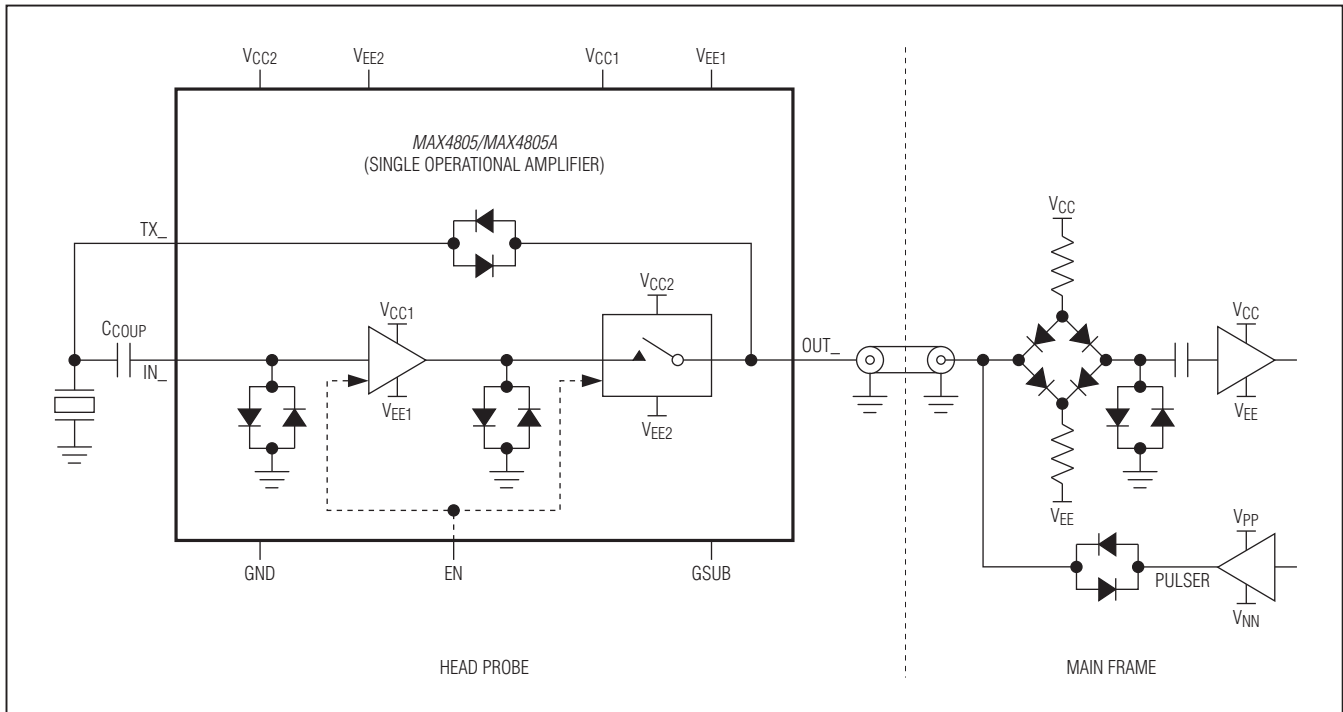 VCC2
VEE2
VCC1
VEE1
MAX4805/MAX4805A
(SINGLE OPERATIONAL AMPLIFIER)
TX_
VCC
VCC2
VCC1
VCC
CCOUP
OUT_
IN_
VEE1
VEE
VEE2
VEE
VPP
GND
EN
GSUB
PULSER
VNN
HEAD PROBE
MAIN FRAME